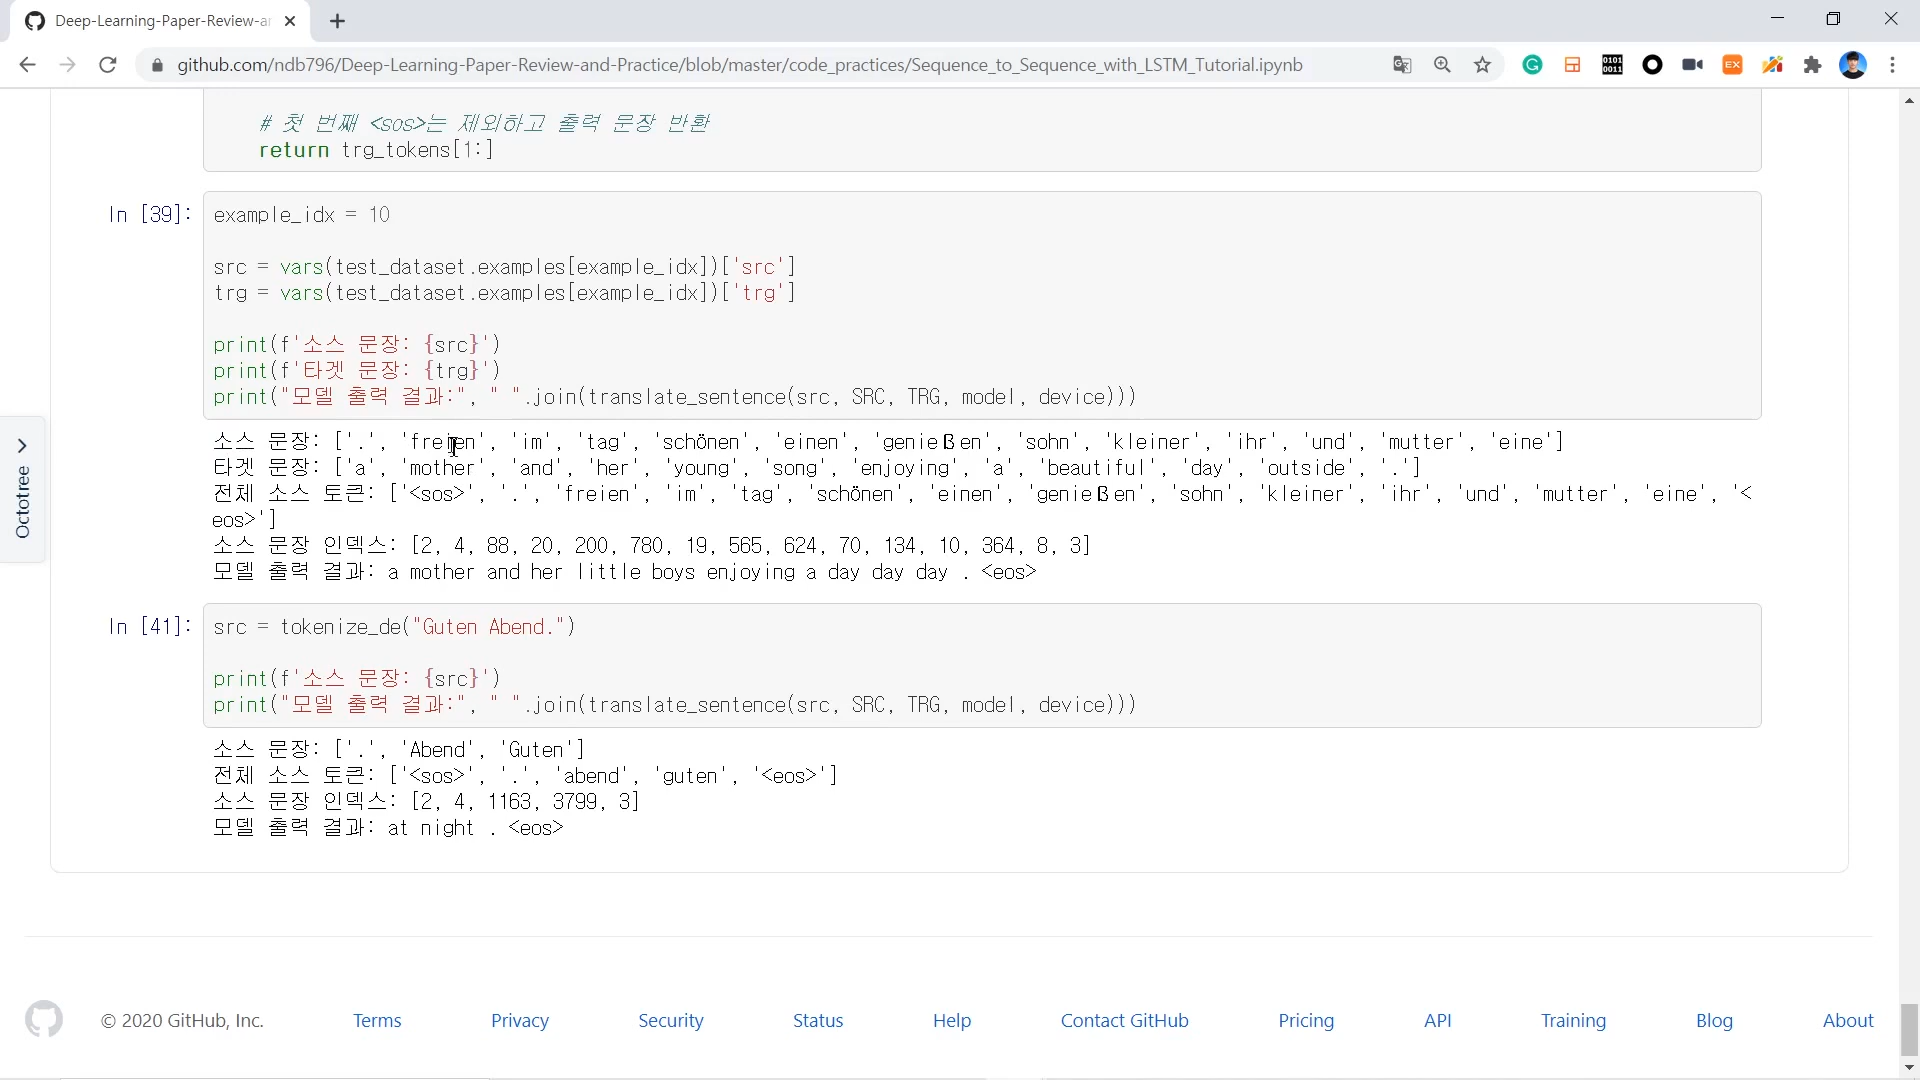 Deep-Learning-Paper-Review-an
github.com/ndb796/Deep-Learning-Paper-Review-and-Practice/blob/master/code_practices/Sequence_to_Sequence_with_LSTM_Tutorial.ipynb
# 첫 번째 <sos>는 제외하고 출력 문장 반환
return trg_tokens[1:]
In [39]:
example_idx = 10
src = vars(test_dataset.examples[example_idx])['src']
trg = vars(test_dataset.examples[example_idx])['trg']
print(f'소스 문장: {src}')
print(f'타겟 문장: {trg}')
print("모델 출력 결과:", " ".join(translate_sentence(src, SRC, TRG, model, device)))
소스 문장: ['.', 'freien', 'im', 'tag', 'schönen', 'einen', 'genießen', 'sohn', 'kleiner', 'ihr', 'und', 'mutter', 'eine']
타겟 문장: ['a', 'mother', 'and', 'her', 'young', 'song', 'enjoying', 'a', 'beautiful', 'day', 'outside', '.']
전체 소스 토큰: ['<sos>', '.', 'freien', 'im', 'tag', 'schönen', 'einen', 'genießen', 'sohn', 'kleiner', 'ihr', 'und', 'mutter', 'eine', '<
eos>']
소스 문장 인덱스: [2, 4, 88, 20, 200, 780, 19, 565, 624, 70, 134, 10, 364, 8, 3]
모델 출력 결과: a mother and her little boys enjoying a day day day . <eos>
In [41]:
src = tokenize_de("Guten Abend.")
print(f'소스 문장: {src}')
print("모델 출력 결과:", " ".join(translate_sentence(src, SRC, TRG, model, device)))
소스 문장: ['.', 'Abend', 'Guten']
전체 소스 토큰: ['<sos>', '.', 'abend', 'guten', '<eos>']
소스 문장 인덱스: [2, 4, 1163, 3799, 3]
모델 출력 결과: at night . <eos>
Octotree
© 2020 GitHub, Inc. Terms Privacy Security Status Help Contact GitHub Pricing API Training Blog About